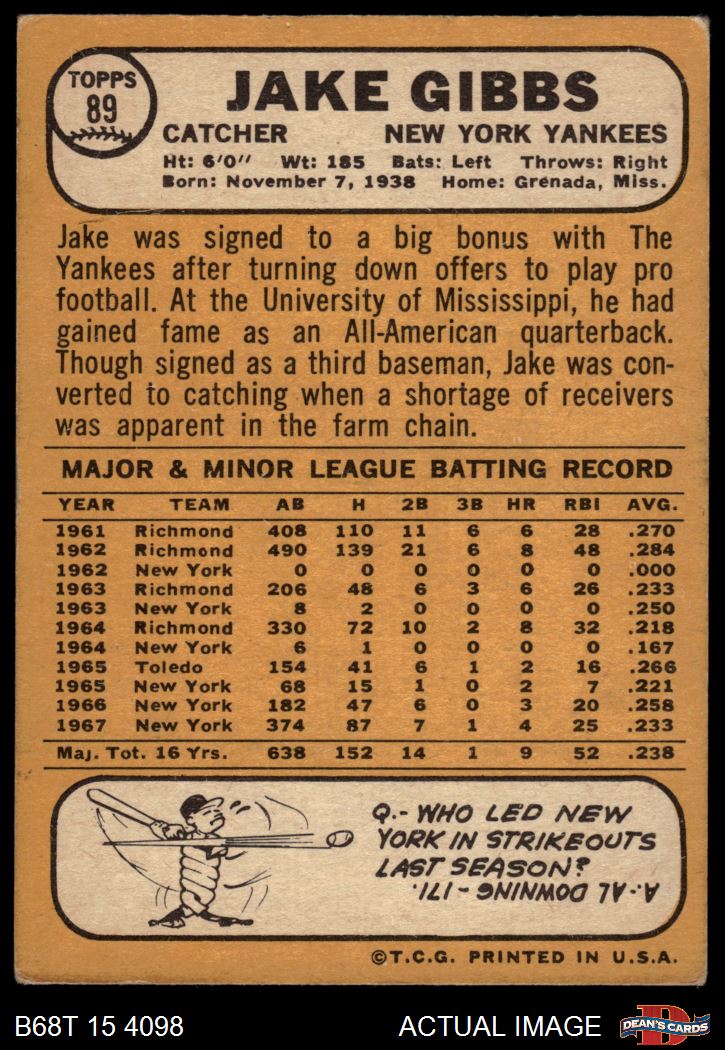 TOPPS
89
JAKE GIBBS
CATCHER NEW YORK YANKEES
Ht: 6'0" Wt: 185 Bats: Left Throws: Right
Born: November 7, 1938 Home: Grenada, Miss.
Jake was signed to a big bonus with The
Yankees after turning down offers to play pro
football. At the University of Mississippi, he had
gained fame as an All-American quarterback.
Though signed as a third baseman, Jake was con-
verted to catching when a shortage of receivers
was apparent in the farm chain.
MAJOR & MINOR LEAGUE BATTING RECORD
YEAR TEAM AB H 2B 3B HR RBI AVG.
1961 Richmond 408 110 11 6 6 28 .270
1962 Richmond 490 139 21 6 8 48 .284
1962 New York 0 0 0 0 0 0 .000
1963 Richmond 206 48 6 3 6 26 .233
1963 New York 8 2 0 0 0 0 .250
1964 Richmond 330 72 10 2 8 32 .218
1964 New York 6 1 0 0 0 0 .167
1965 Toledo 154 41 6 1 2 16 .266
1965 New York 68 15 1 0 2 7 .221
1966 New York 182 47 6 0 3 20 .258
1967 New York 374 87 7 1 4 25 .233
Maj. Tot. 16 Yrs. 638 152 14 1 9 52 .238
Q.- WHO LED NEW
YORK IN STRIKEOUTS
LAST SEASON?
A.- AL DOWNING - 171.
©T.C.G. PRINTED IN U.S.A.
B68T 15 4098 ACTUAL IMAGE D DEAN'S CARDS